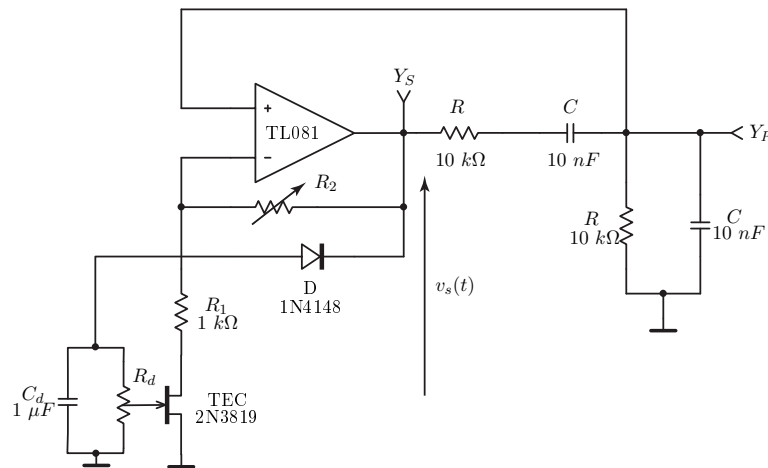 Y_S
+
TL081
−
R
10 kΩ
C
10 nF
R_2
D
1N4148
v_s(t)
R
10 kΩ
C
10 nF
R_1
1 kΩ
R_d
C_d
1 μF
TEC
2N3819